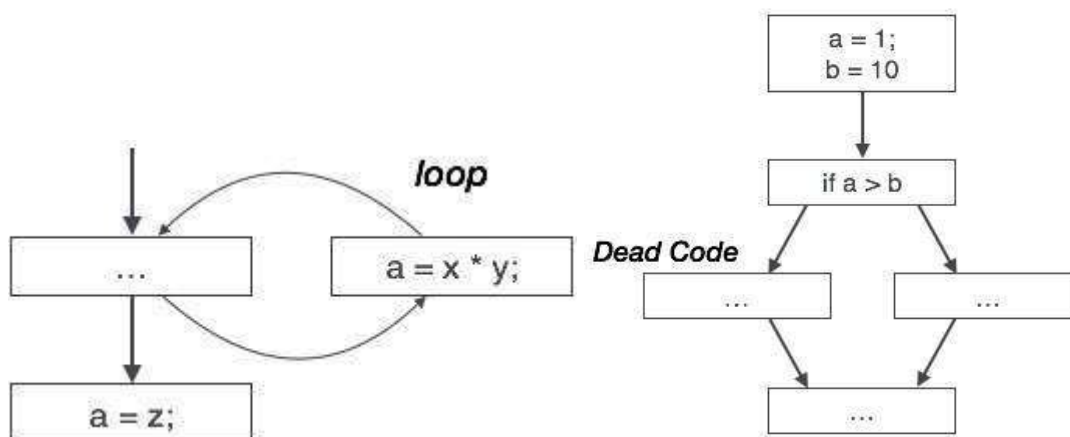 loop
...
a = x * y;
a = z;
a = 1;
b = 10
if a > b
Dead Code
...
...
...